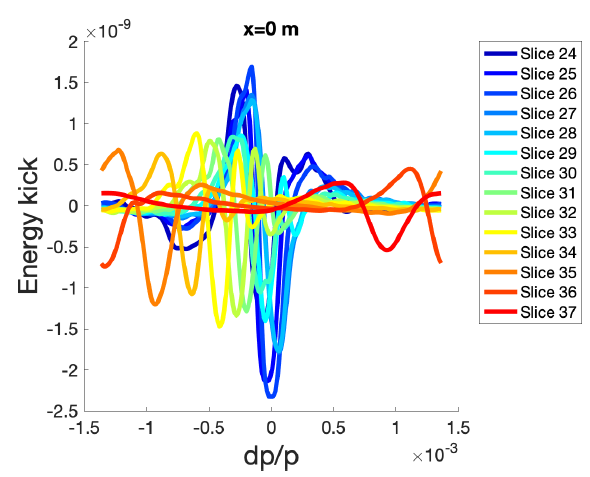 x=0 m
×10⁻⁹
2
1.5
1
0.5
0
-0.5
-1
-1.5
-2
-2.5
Energy kick
-1.5
-1
-0.5
0
0.5
1
1.5
dp/p
×10⁻³
Slice 24
Slice 25
Slice 26
Slice 27
Slice 28
Slice 29
Slice 30
Slice 31
Slice 32
Slice 33
Slice 34
Slice 35
Slice 36
Slice 37